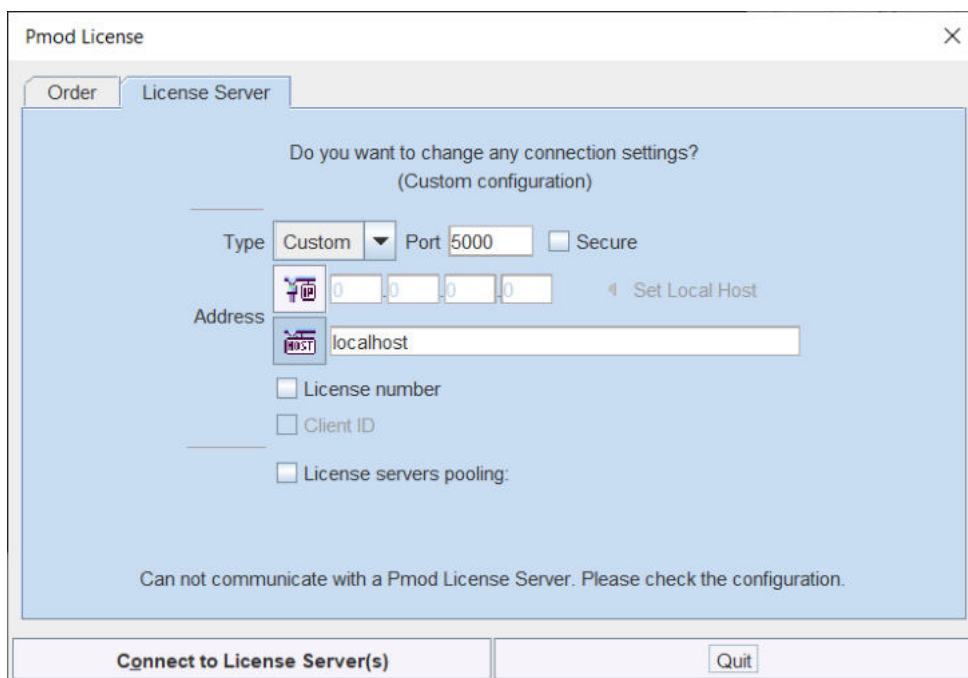 Pmod License
Order License Server
Do you want to change any connection settings?
(Custom configuration)
Type Custom Port 5000 Secure
IP 0 .0 .0 .0 Set Local Host
Address
HOST localhost
License number
Client ID
License servers pooling:
Can not communicate with a Pmod License Server. Please check the configuration.
Connect to License Server(s) Quit